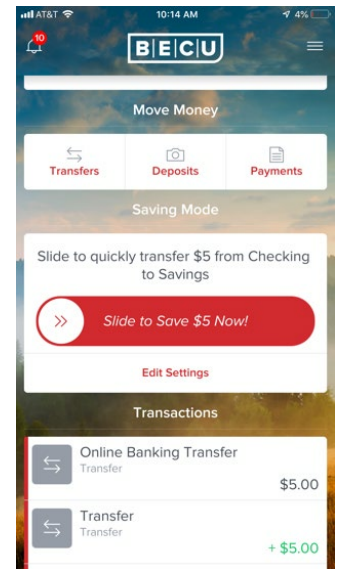 AT&T 10:14 AM 4%
10
BECU
Move Money
Transfers Deposits Payments
Saving Mode
Slide to quickly transfer $5 from Checking
to Savings
Slide to Save $5 Now!
Edit Settings
Transactions
Online Banking Transfer
Transfer
$5.00
Transfer
Transfer
+ $5.00